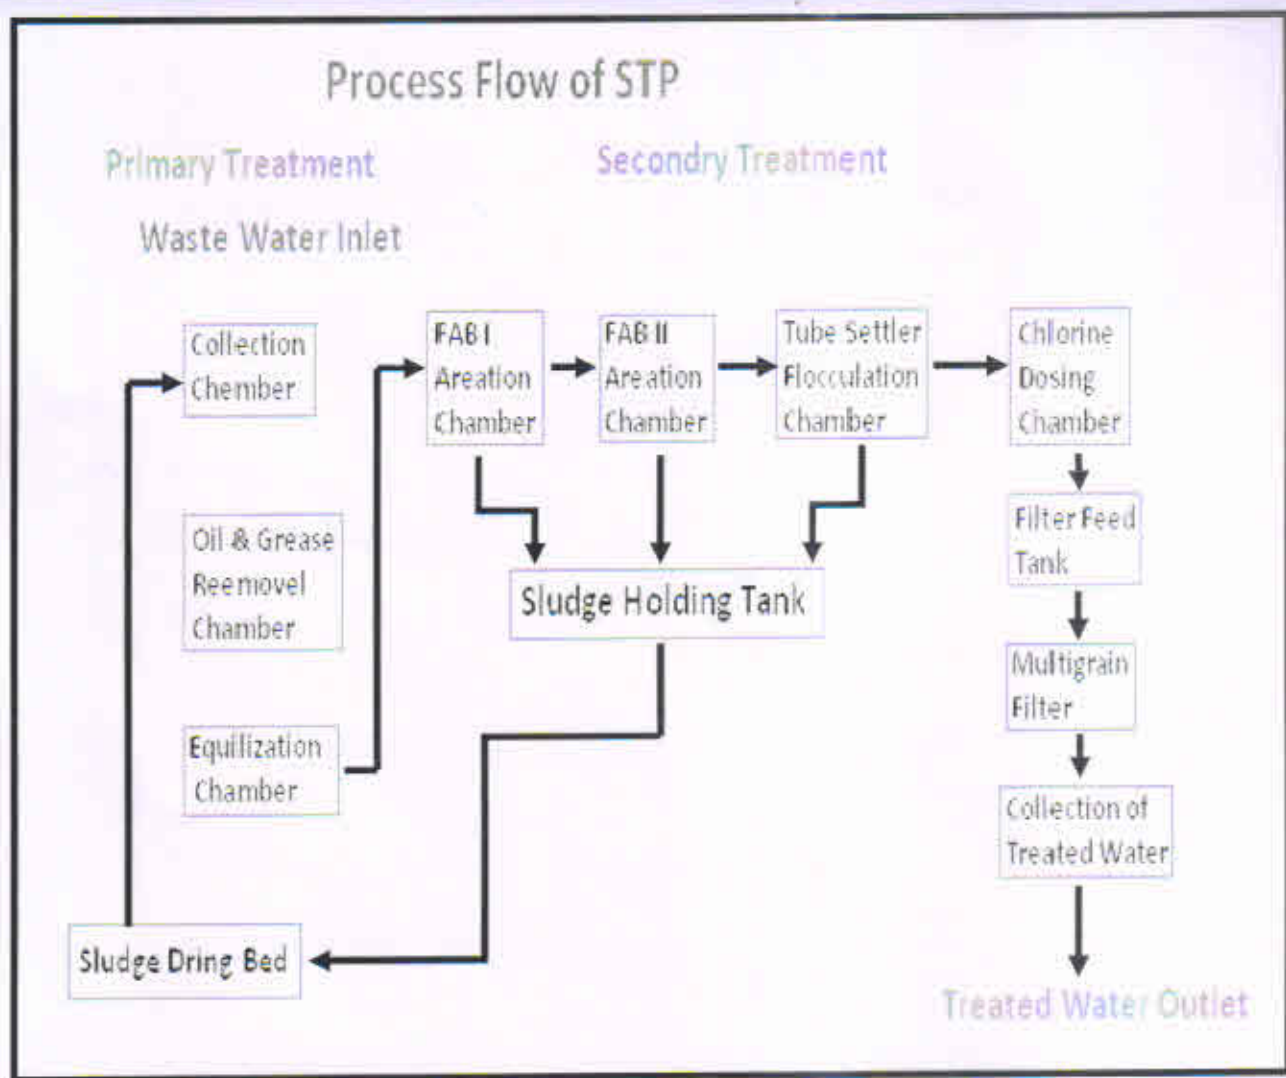 Process Flow of STP
Primary Treatment
Secondry Treatment
Waste Water Inlet
Collection
Chember
Oil & Grease
Reemovel
Chamber
Equilization
Chamber
FAB I
Areation
Chamber
FAB II
Areation
Chamber
Tube Settler
Flocculation
Chamber
Chlorine
Dosing
Chamber
Filter Feed
Tank
Multigrain
Filter
Collection of
Treated Water
Sludge Holding Tank
Sludge Dring Bed
Treated Water Outlet